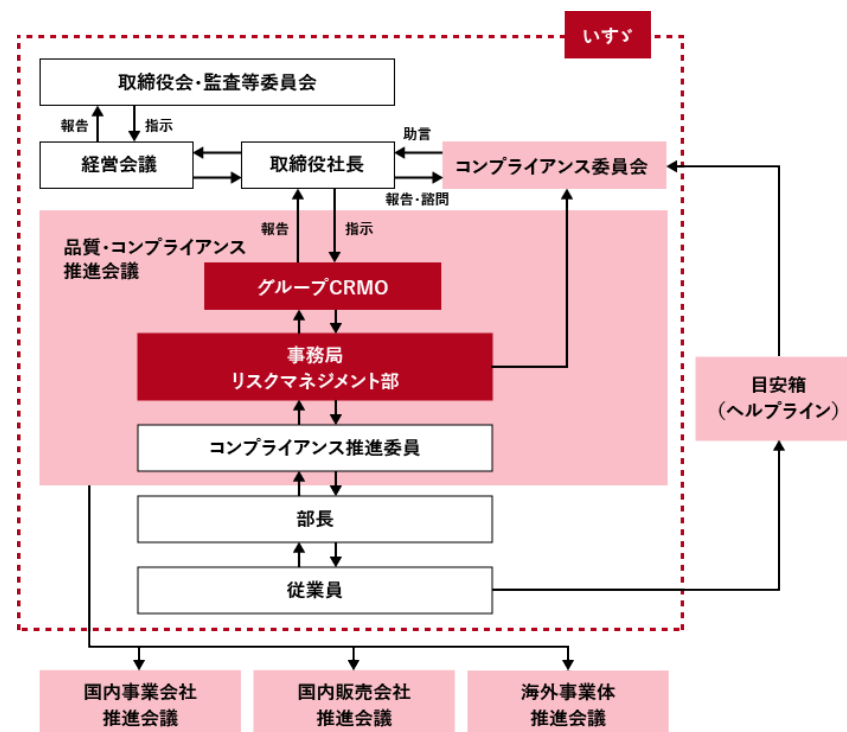 いすゞ
取締役会・監査等委員会
報告
指示
助言
経営会議
取締役社長
コンプライアンス委員会
報告・諮問
報告
指示
品質・コンプライアンス
推進会議
グループCRMO
事務局
リスクマネジメント部
目安箱
（ヘルプライン）
コンプライアンス推進委員
部長
従業員
国内事業会社
推進会議
国内販売会社
推進会議
海外事業体
推進会議